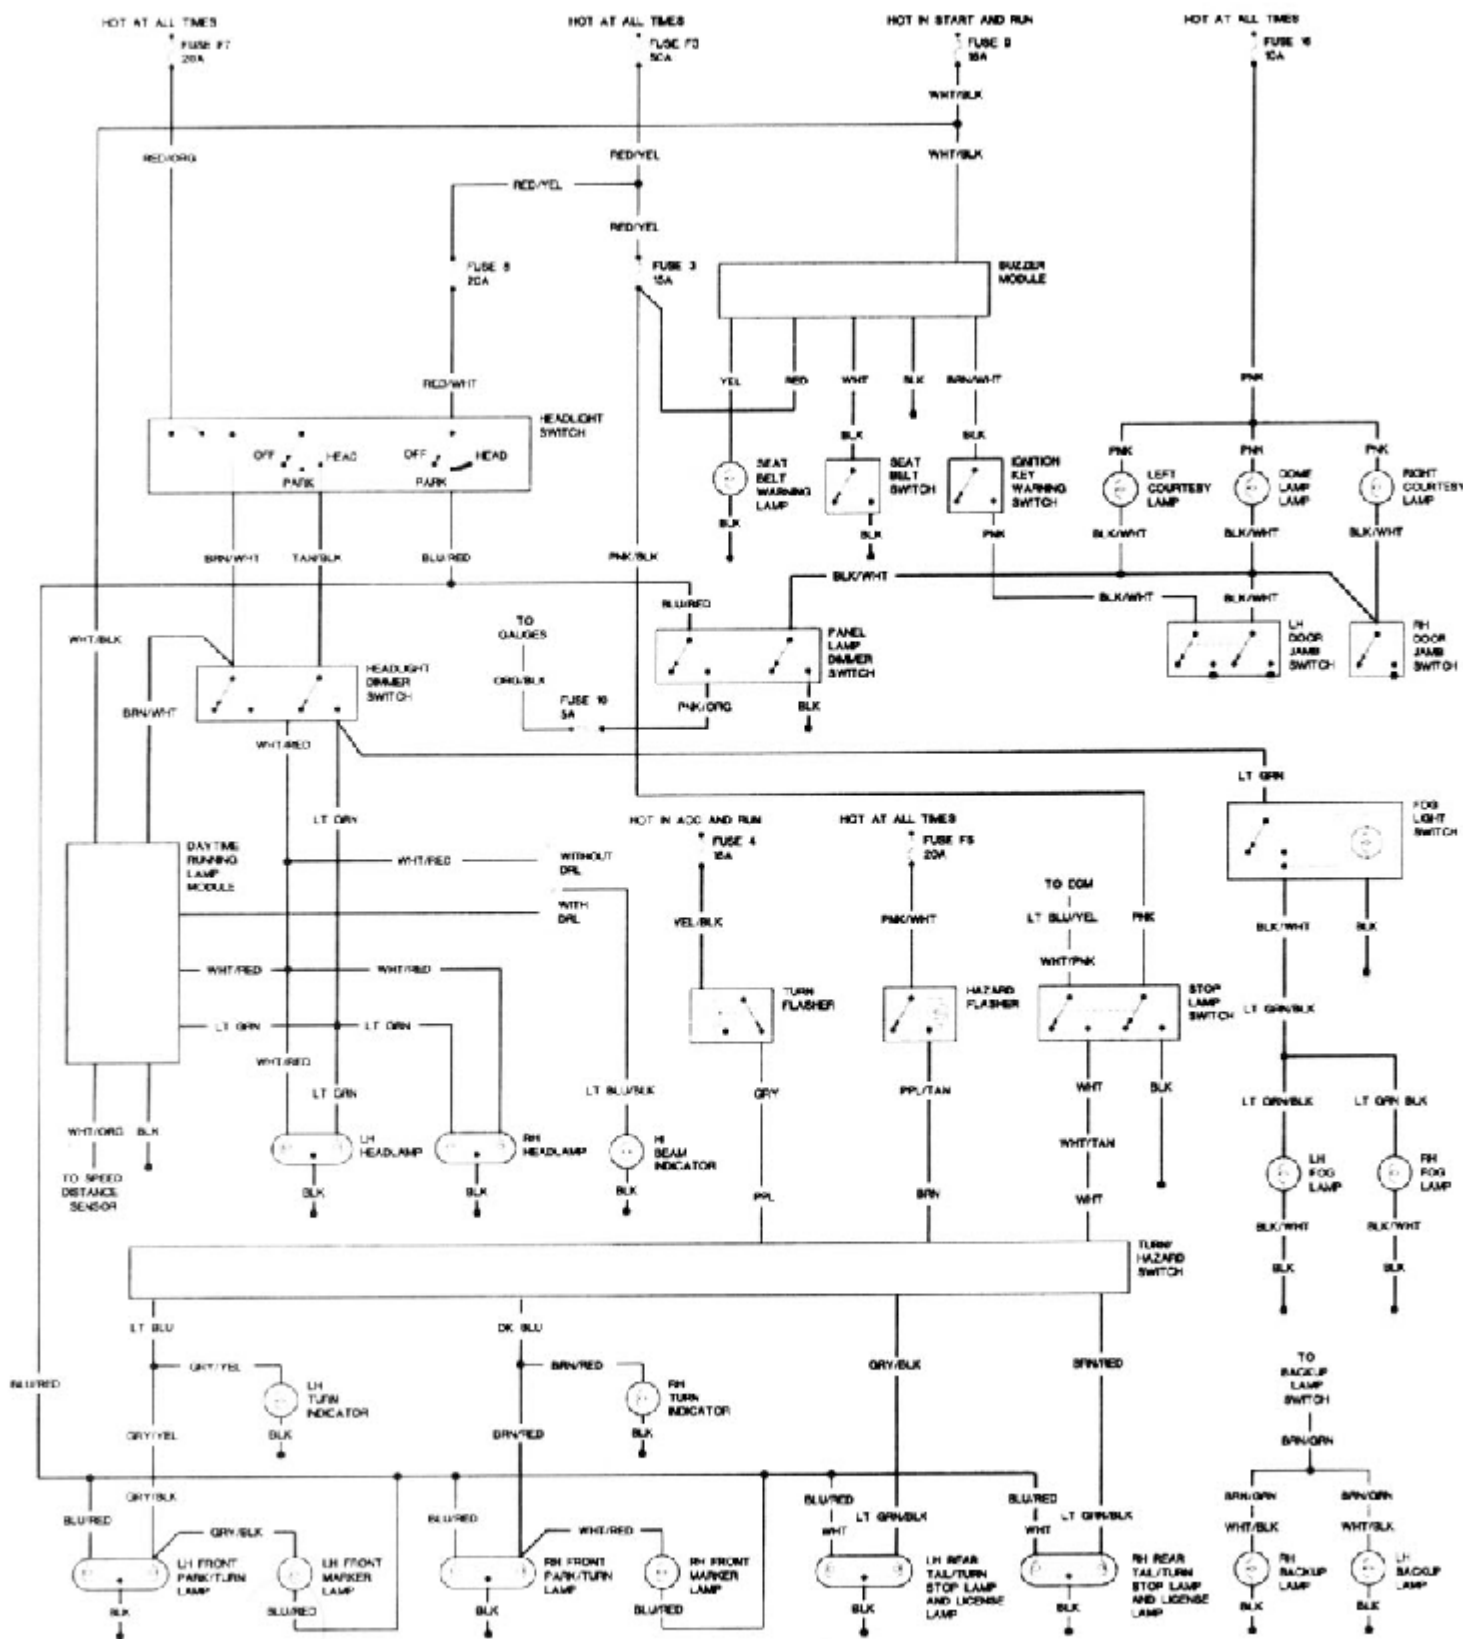 HOT AT ALL TIMES
FUSE F7
20A
HOT AT ALL TIMES
50A
HOT IN START AND RUN
FUSE 9
15A
HOT AT ALL TIMES
FUSE 16
10A
WHT/BLK
RED/ORG
RED/YEL
WHT/BLK
RED/YEL
RED/YEL
FUSE
20A
FUSE 3
15A
BUZZER
MODULE
RED/WHT
YEL
RED
WHT
BLK
BRN/WHT
PNK
HEADLIGHT
SWITCH
OFF
HEAD
PARK
OFF
HEAD
PARK
BLK
BLK
PNK
PNK
PNK
SEAT
BELT
WARNING
LAMP
SEAT
BELT
SWITCH
IGNITION
KEY
WARNING
SWITCH
LEFT
COURTESY
LAMP
DOME
LAMP
LAMP
RIGHT
COURTESY
LAMP
BLK
BLK
PNK
BLK/WHT
BLK/WHT
BLK/WHT
BRN/WHT
TAN/BLK
BLU/RED
PNK/BLK
BLK/WHT
BLK/WHT
BLK/WHT
BLU/RED
WHT/BLK
TO
GAUGES
PANEL
LAMP
DIMMER
SWITCH
LH
DOOR
JAMB
SWITCH
RH
DOOR
JAMB
SWITCH
HEADLIGHT
DIMMER
SWITCH
ORG/BLK
FUSE 10
5A
PNK/ORG
BLK
BRN/WHT
WHT/RED
LT GRN
LT GRY
HOT IN ACC AND RUN
FUSE 4
15A
HOT AT ALL TIMES
FUSE F5
20A
FOG
LIGHT
SWITCH
DAYTIME
RUNNING
LAMP
MODULE
WHT/RED
WITHOUT
DRL
WITH
DRL
TO ECM
LT BLU/YEL
YEL/BLK
PNK/WHT
PNK
BLK/WHT
BLK
WHT/PNK
WHT/RED
WHT/RED
TURN
FLASHER
HAZARD
FLASHER
STOP
LAMP
SWITCH
LT GRN/BLK
LT GRN
LT GRN
WHT/RED
LT GRN
LT BLU/BLK
GRY
PPL/TAN
WHT
BLK
LT GRN/BLK
LT GRN BLK
WHT/ORG
BLK
LH
HEADLAMP
RH
HEADLAMP
HI
BEAM
INDICATOR
WHT/TAN
LH
FOG
LAMP
RH
FOG
LAMP
TO SPEED
DISTANCE
SENSOR
BLK
BLK
BLK
PPL
BRN
WHT
BLK/WHT
BLK/WHT
TURN/
HAZARD
SWITCH
BLK
BLK
LT BLU
DK BLU
GRY/YEL
BRN/RED
GRY/BLK
BRN/RED
TO
BACKUP
LAMP
SWITCH
BLU/RED
LH
TURN
INDICATOR
RH
TURN
INDICATOR
GRY/YEL
BLK
BRN/RED
BLK
BRN/GRN
GRY/BLK
BLU/RED
BLU/RED
BRN/GRN
BRN/GRN
BLU/RED
GRY/BLK
BLU/RED
WHT/RED
WHT
LT GRN/BLK
WHT
LT GRN/BLK
WHT/BLK
WHT/BLK
LH FRONT
PARK/TURN
LAMP
LH FRONT
MARKER
LAMP
RH FRONT
PARK/TURN
LAMP
RH FRONT
MARKER
LAMP
LH REAR
TAIL/TURN
STOP LAMP
AND LICENSE
LAMP
RH REAR
TAIL/TURN
STOP LAMP
AND LICENSE
LAMP
RH
BACKUP
LAMP
LH
BACKUP
LAMP
BLK
BLU/RED
BLK
BLU/RED
BLK
BLK
BLK
BLK